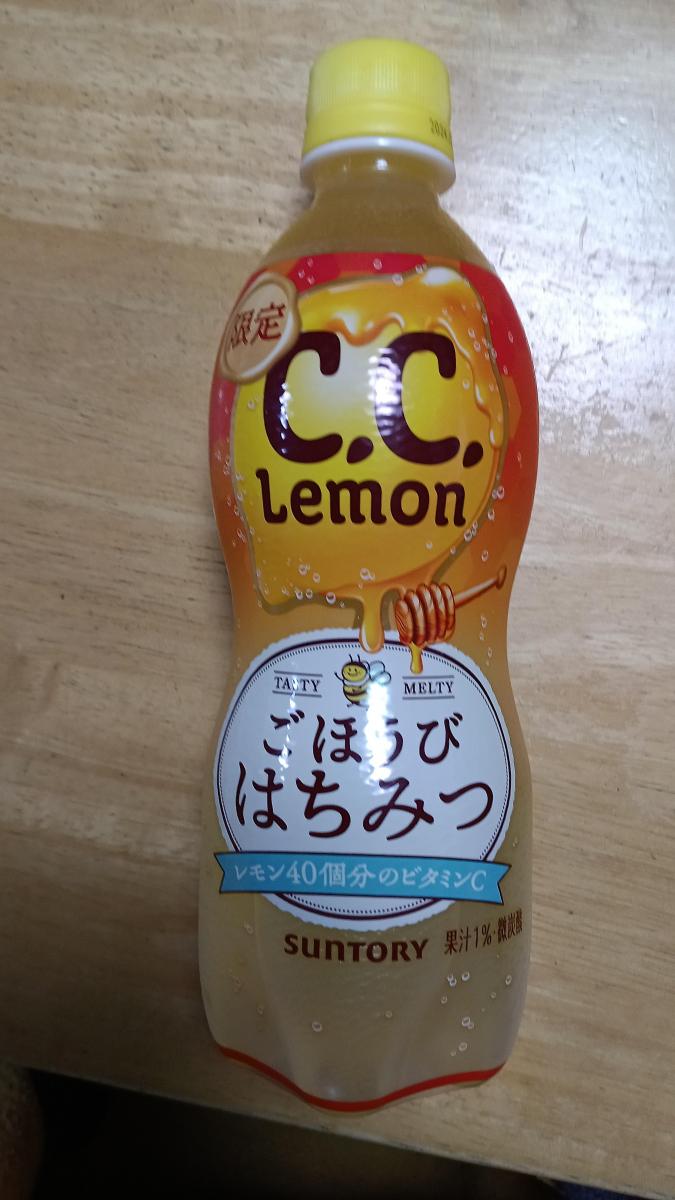 2024
限定
C.C.
Lemon
TASTY
MELTY
ごほうび
はちみつ
レモン40個分のビタミンC
SUNTORY
果汁1%・微炭酸